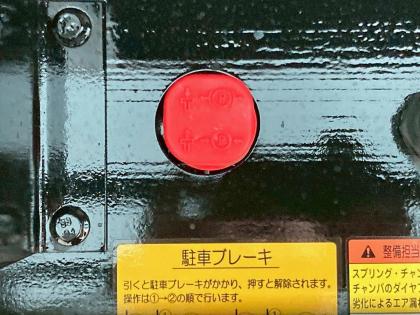 駐車ブレーキ
引くと駐車ブレーキがかかり、押すと解除されます。
操作は①→②の順で行います。
整備担当
スプリング・チャン
チャンバのダイヤフ
劣化によるエア漏